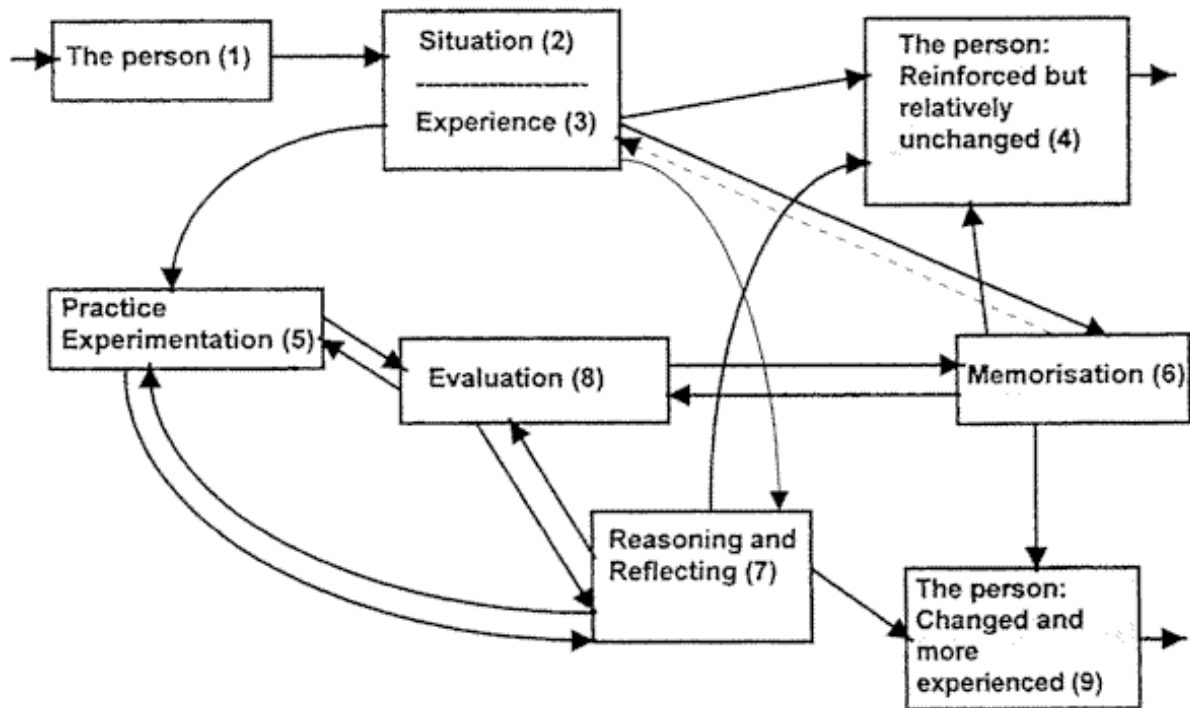 The person (1)
Situation (2)
Experience (3)
The person:
Reinforced but
relatively
unchanged (4)
Practice
Experimentation (5)
Evaluation (8)
Memorisation (6)
Reasoning and
Reflecting (7)
The person:
Changed and
more
experienced (9)